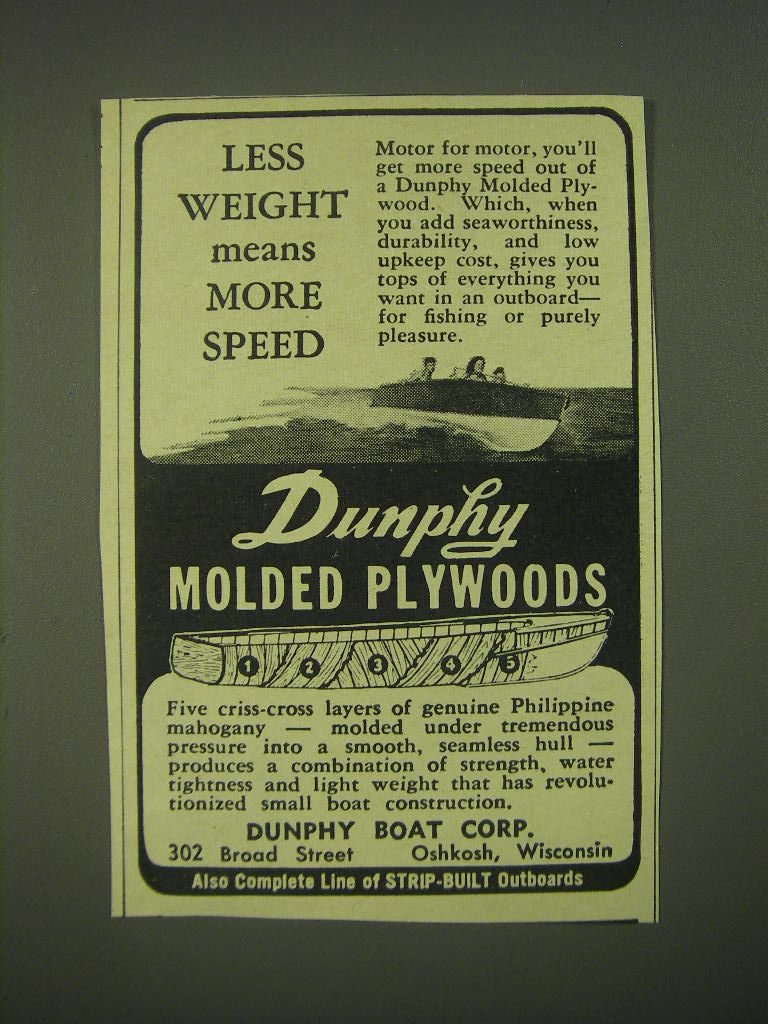 LESS
WEIGHT
means
MORE
SPEED
Motor for motor, you'll
get more speed out of
a Dunphy Molded Ply-
wood. Which, when
you add seaworthiness,
durability, and low
upkeep cost, gives you
tops of everything you
want in an outboard—
for fishing or purely
pleasure.
Dunphy
MOLDED PLYWOODS
1 2 3 4 5
Five criss-cross layers of genuine Philippine
mahogany — molded under tremendous
pressure into a smooth, seamless hull —
produces a combination of strength, water
tightness and light weight that has revolu-
tionized small boat construction.
DUNPHY BOAT CORP.
302 Broad Street Oshkosh, Wisconsin
Also Complete Line of STRIP-BUILT Outboards